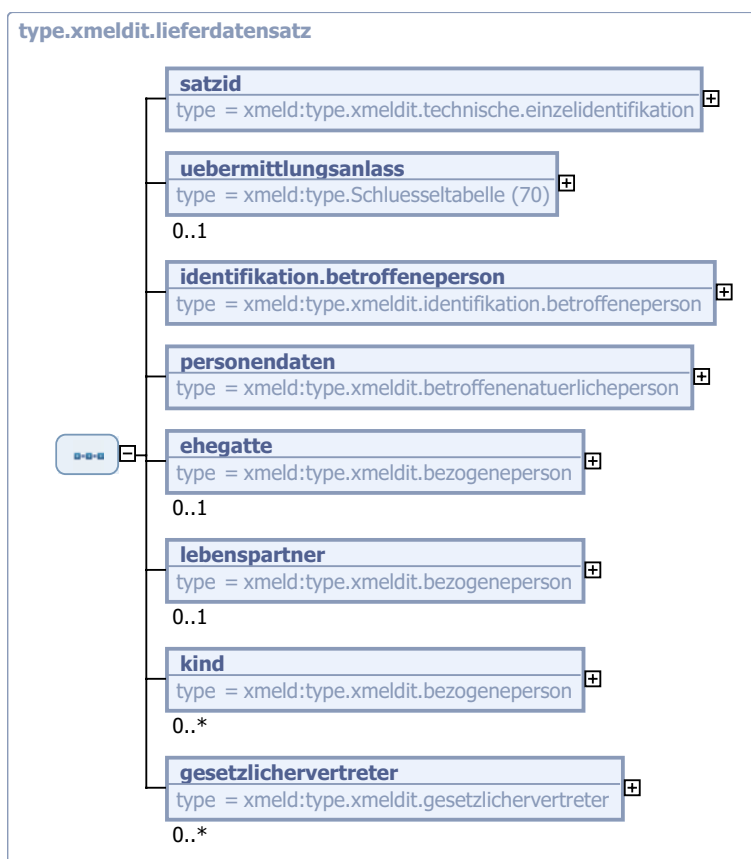 type.xmeldit.lieferdatensatz
satzid
type = xmeld:type.xmeldit.technische.einzelidentifikation
uebermittlungsanlass
type = xmeld:type.Schluesseltabelle (70)
0..1
identifikation.betroffeneperson
type = xmeld:type.xmeldit.identifikation.betroffeneperson
personendaten
type = xmeld:type.xmeldit.betroffenenatuerlicheperson
ehegatte
type = xmeld:type.xmeldit.bezogeneperson
0..1
lebenspartner
type = xmeld:type.xmeldit.bezogeneperson
0..1
kind
type = xmeld:type.xmeldit.bezogeneperson
0..*
gesetzlichervertreter
type = xmeld:type.xmeldit.gesetzlichervertreter
0..*